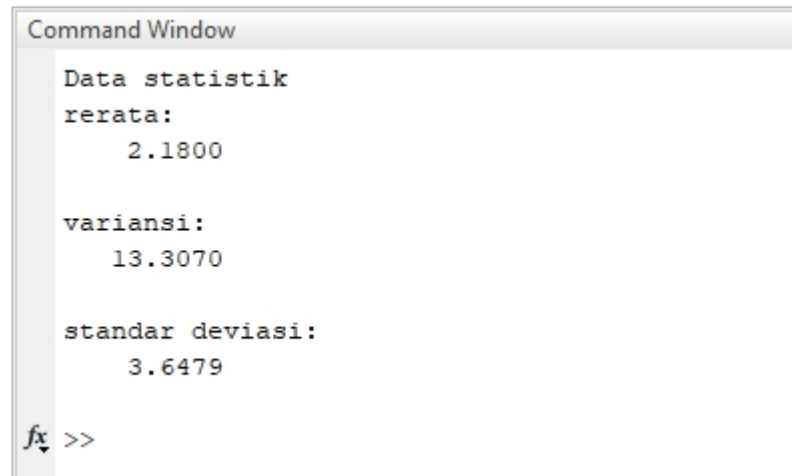 Command Window
Data statistik
rerata:
2.1800
variansi:
13.3070
standar deviasi:
3.6479
fx >>